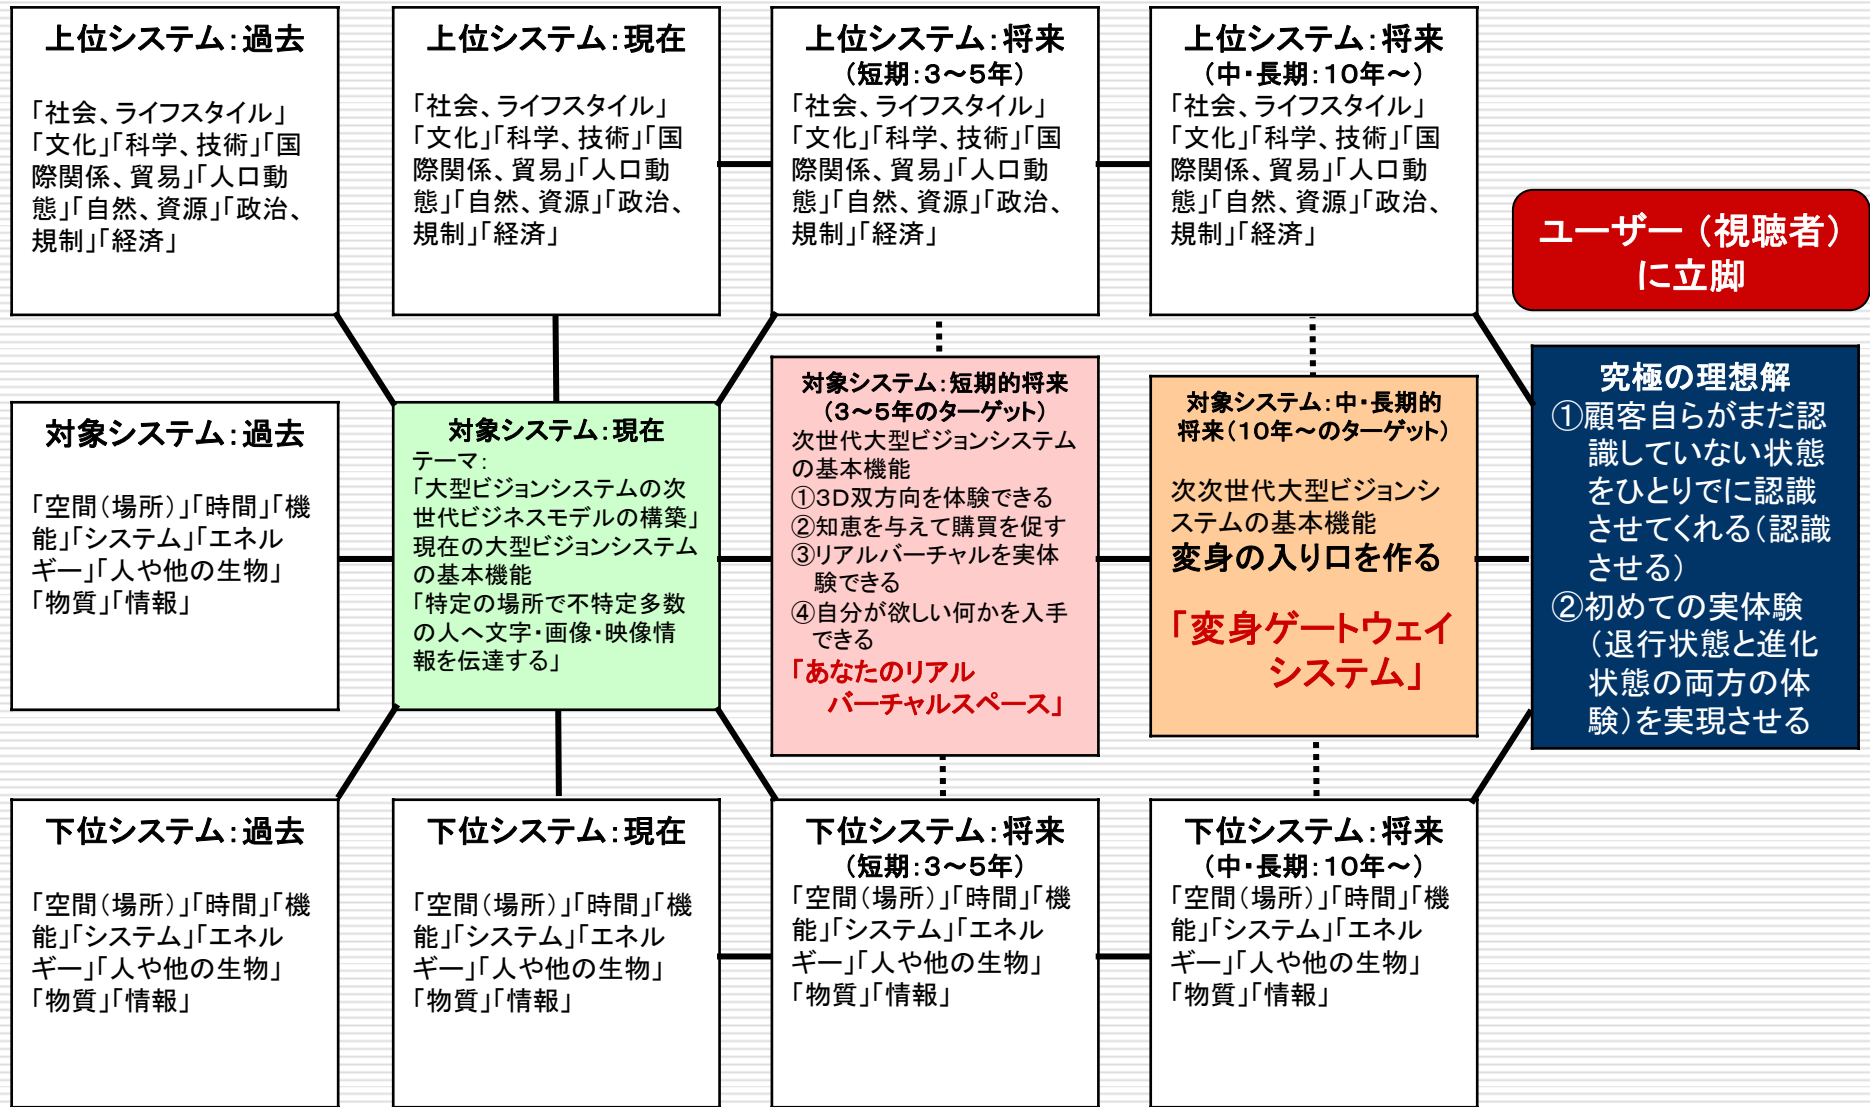 上位システム：過去
「社会、ライフスタイル」
「文化」「科学、技術」「国
際関係、貿易」「人口動
態」「自然、資源」「政治、
規制」「経済」
上位システム：現在
「社会、ライフスタイル」
「文化」「科学、技術」「国
際関係、貿易」「人口動
態」「自然、資源」「政治、
規制」「経済」
上位システム：将来
（短期：3～5年）
「社会、ライフスタイル」
「文化」「科学、技術」「国
際関係、貿易」「人口動
態」「自然、資源」「政治、
規制」「経済」
上位システム：将来
（中・長期：10年～）
「社会、ライフスタイル」
「文化」「科学、技術」「国
際関係、貿易」「人口動
態」「自然、資源」「政治、
規制」「経済」
ユーザー（視聴者）
に立脚
対象システム：過去
「空間（場所）」「時間」「機
能」「システム」「エネル
ギー」「人や他の生物」
「物質」「情報」
対象システム：現在
テーマ：
「大型ビジョンシステムの次
世代ビジネスモデルの構築」
現在の大型ビジョンシステム
の基本機能
「特定の場所で不特定多数
の人へ文字・画像・映像情
報を伝達する」
対象システム：短期的将来
（3～5年のターゲット）
次世代大型ビジョンシステム
の基本機能
①3D双方向を体験できる
②知恵を与えて購買を促す
③リアルバーチャルを実体
験できる
④自分が欲しい何かを入手
できる
「あなたのリアル
バーチャルスペース」
対象システム：中・長期的
将来（10年～のターゲット）
次次世代大型ビジョンシ
ステムの基本機能
変身の入り口を作る
「変身ゲートウェイ
システム」
究極の理想解
①顧客自らがまだ認
識していない状態
をひとりでに認識
させてくれる（認識
させる）
②初めての実体験
（退行状態と進化
状態の両方の体
験）を実現させる
下位システム：過去
「空間（場所）」「時間」「機
能」「システム」「エネル
ギー」「人や他の生物」
「物質」「情報」
下位システム：現在
「空間（場所）」「時間」「機
能」「システム」「エネル
ギー」「人や他の生物」
「物質」「情報」
下位システム：将来
（短期：3～5年）
「空間（場所）」「時間」「機
能」「システム」「エネル
ギー」「人や他の生物」
「物質」「情報」
下位システム：将来
（中・長期：10年～）
「空間（場所）」「時間」「機
能」「システム」「エネル
ギー」「人や他の生物」
「物質」「情報」